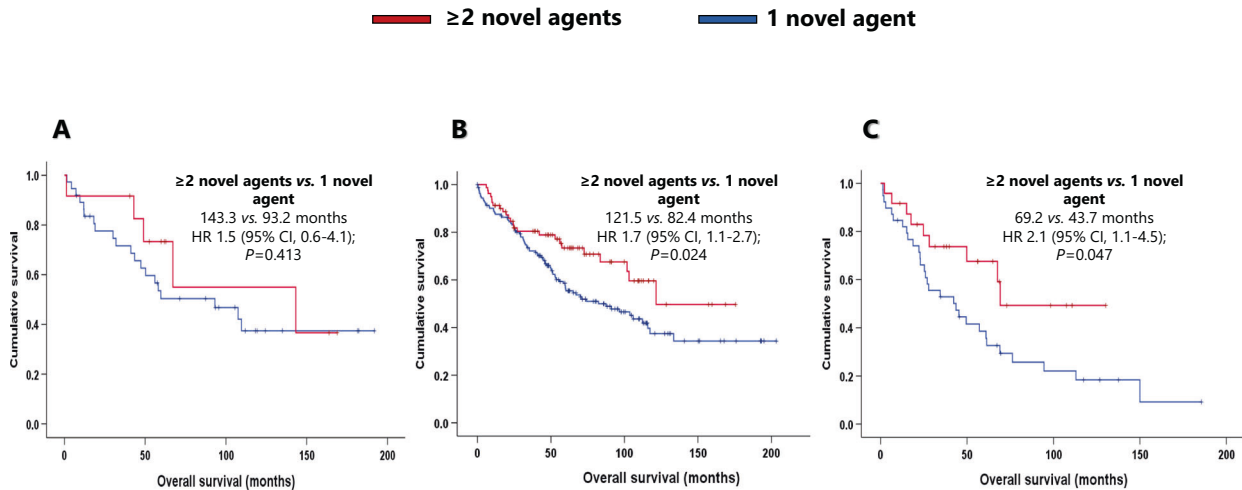 ≥2 novel agents 1 novel agent
A
≥2 novel agents vs. 1 novel
agent
143.3 vs. 93.2 months
HR 1.5 (95% CI, 0.6-4.1);
P=0.413
Cumulative survival
1.0
0.8
0.6
0.4
0.2
0.0
0 50 100 150 200
Overall survival (months)
B
≥2 novel agents vs. 1 novel
agent
121.5 vs. 82.4 months
HR 1.7 (95% CI, 1.1-2.7);
P=0.024
Cumulative survival
1.0
0.8
0.6
0.4
0.2
0.0
0 50 100 150 200
Overall survival (months)
C
≥2 novel agents vs. 1 novel
agent
69.2 vs. 43.7 months
HR 2.1 (95% CI, 1.1-4.5);
P=0.047
Cumulative survival
1.0
0.8
0.6
0.4
0.2
0.0
0 50 100 150 200
Overall survival (months)